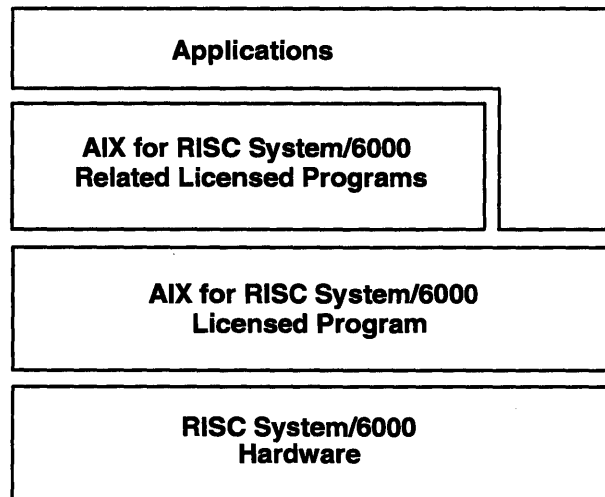 Applications
AIX for RISC System/6000
Related Licensed Programs
AIX for RISC System/6000
Licensed Program
RISC System/6000
Hardware